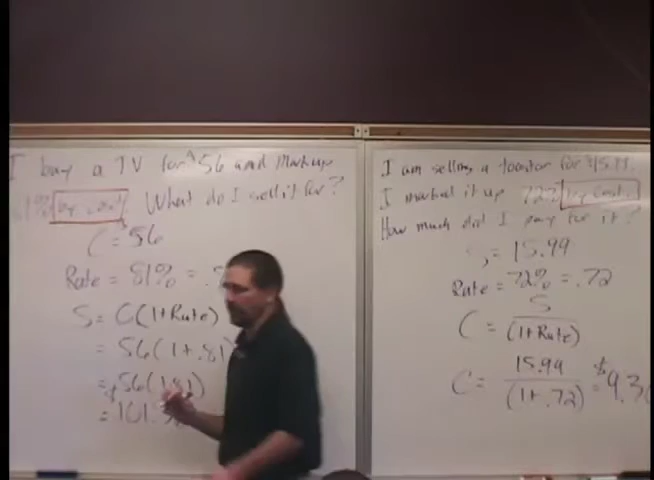 I buy a TV for $56 and Markup
81% by cost. What do I sell it for?
C = $56
Rate = 81% = .
S = C(1+Rate)
= 56(1+.81)
= 56(1.81)
= $101.
I am selling a toaster for $15.99
I marked it up 72% by Cost.
How much did I pay for it?
S = 15.99
Rate = 72% = .72
C = S
(1+Rate)
C = 15.99 = $9.30
(1+.72)